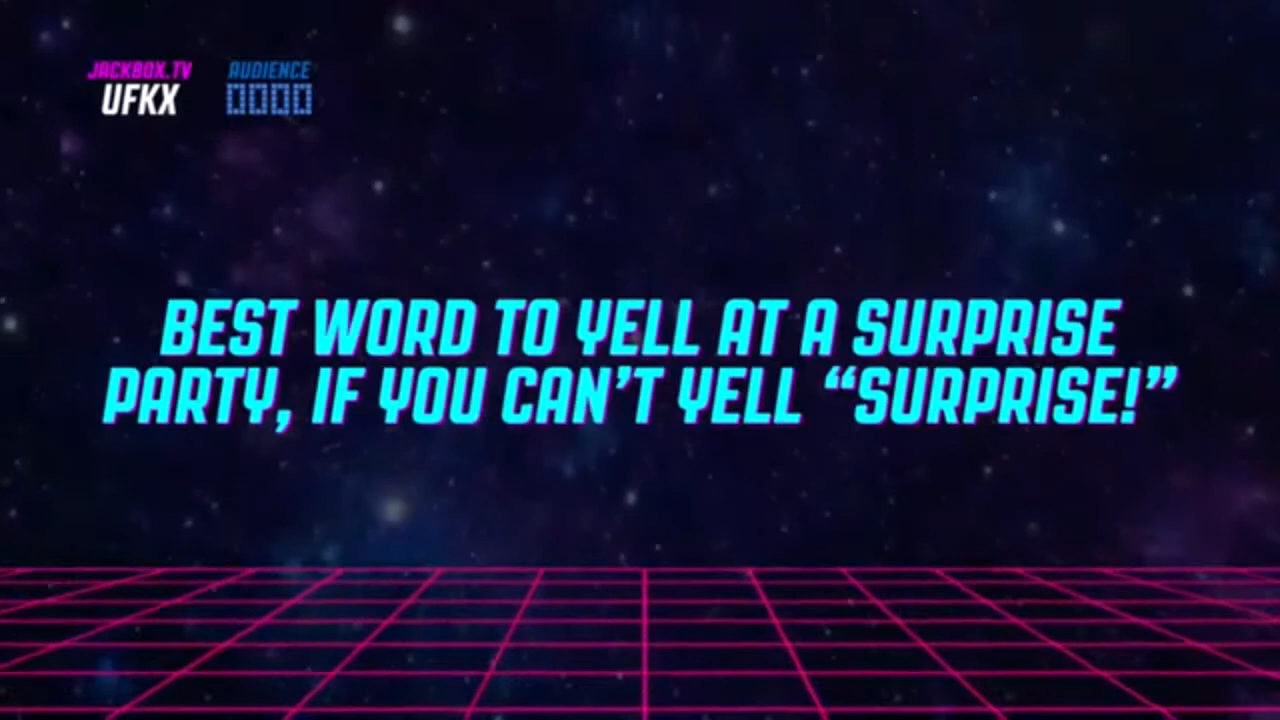 JACKBOX.TV
UFKX
AUDIENCE
BEST WORD TO YELL AT A SURPRISE
PARTY, IF YOU CAN'T YELL “SURPRISE!”